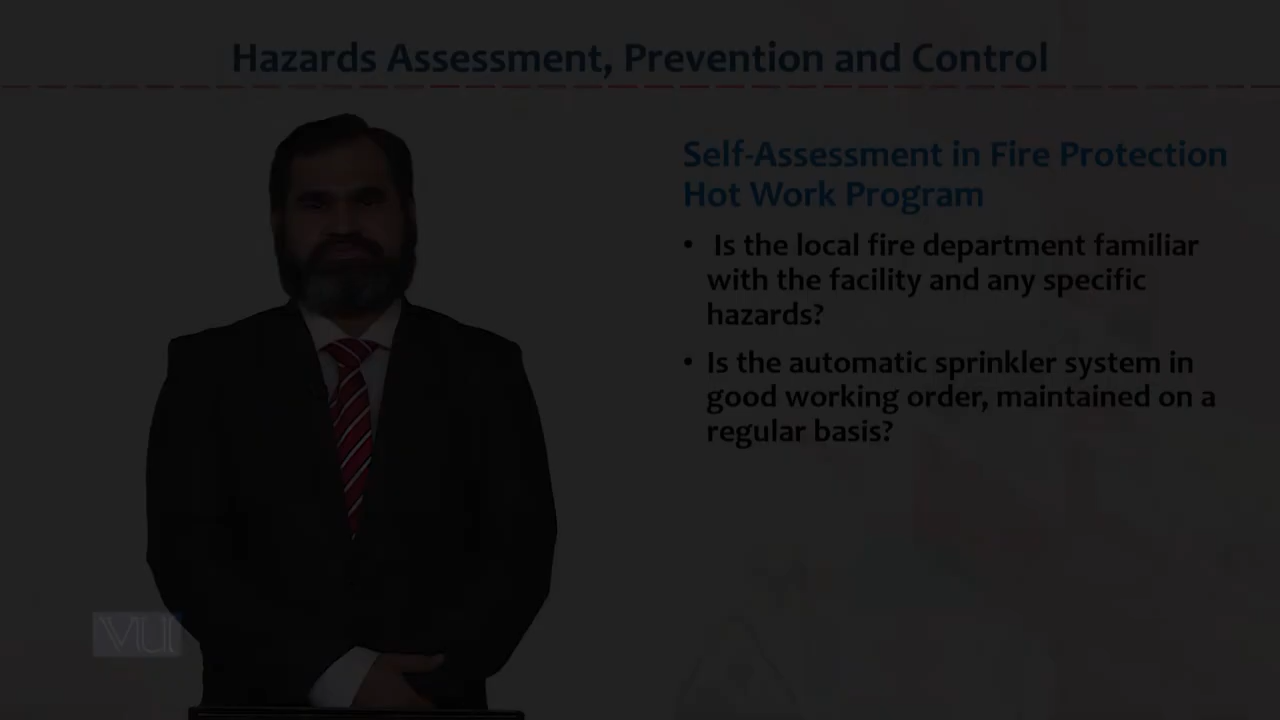 Hazards Assessment, Prevention and Control
Self-Assessment in Fire Protection
Hot Work Program
• Is the local fire department familiar
with the facility and any specific
hazards?
• Is the automatic sprinkler system in
good working order, maintained on a
regular basis?
VU